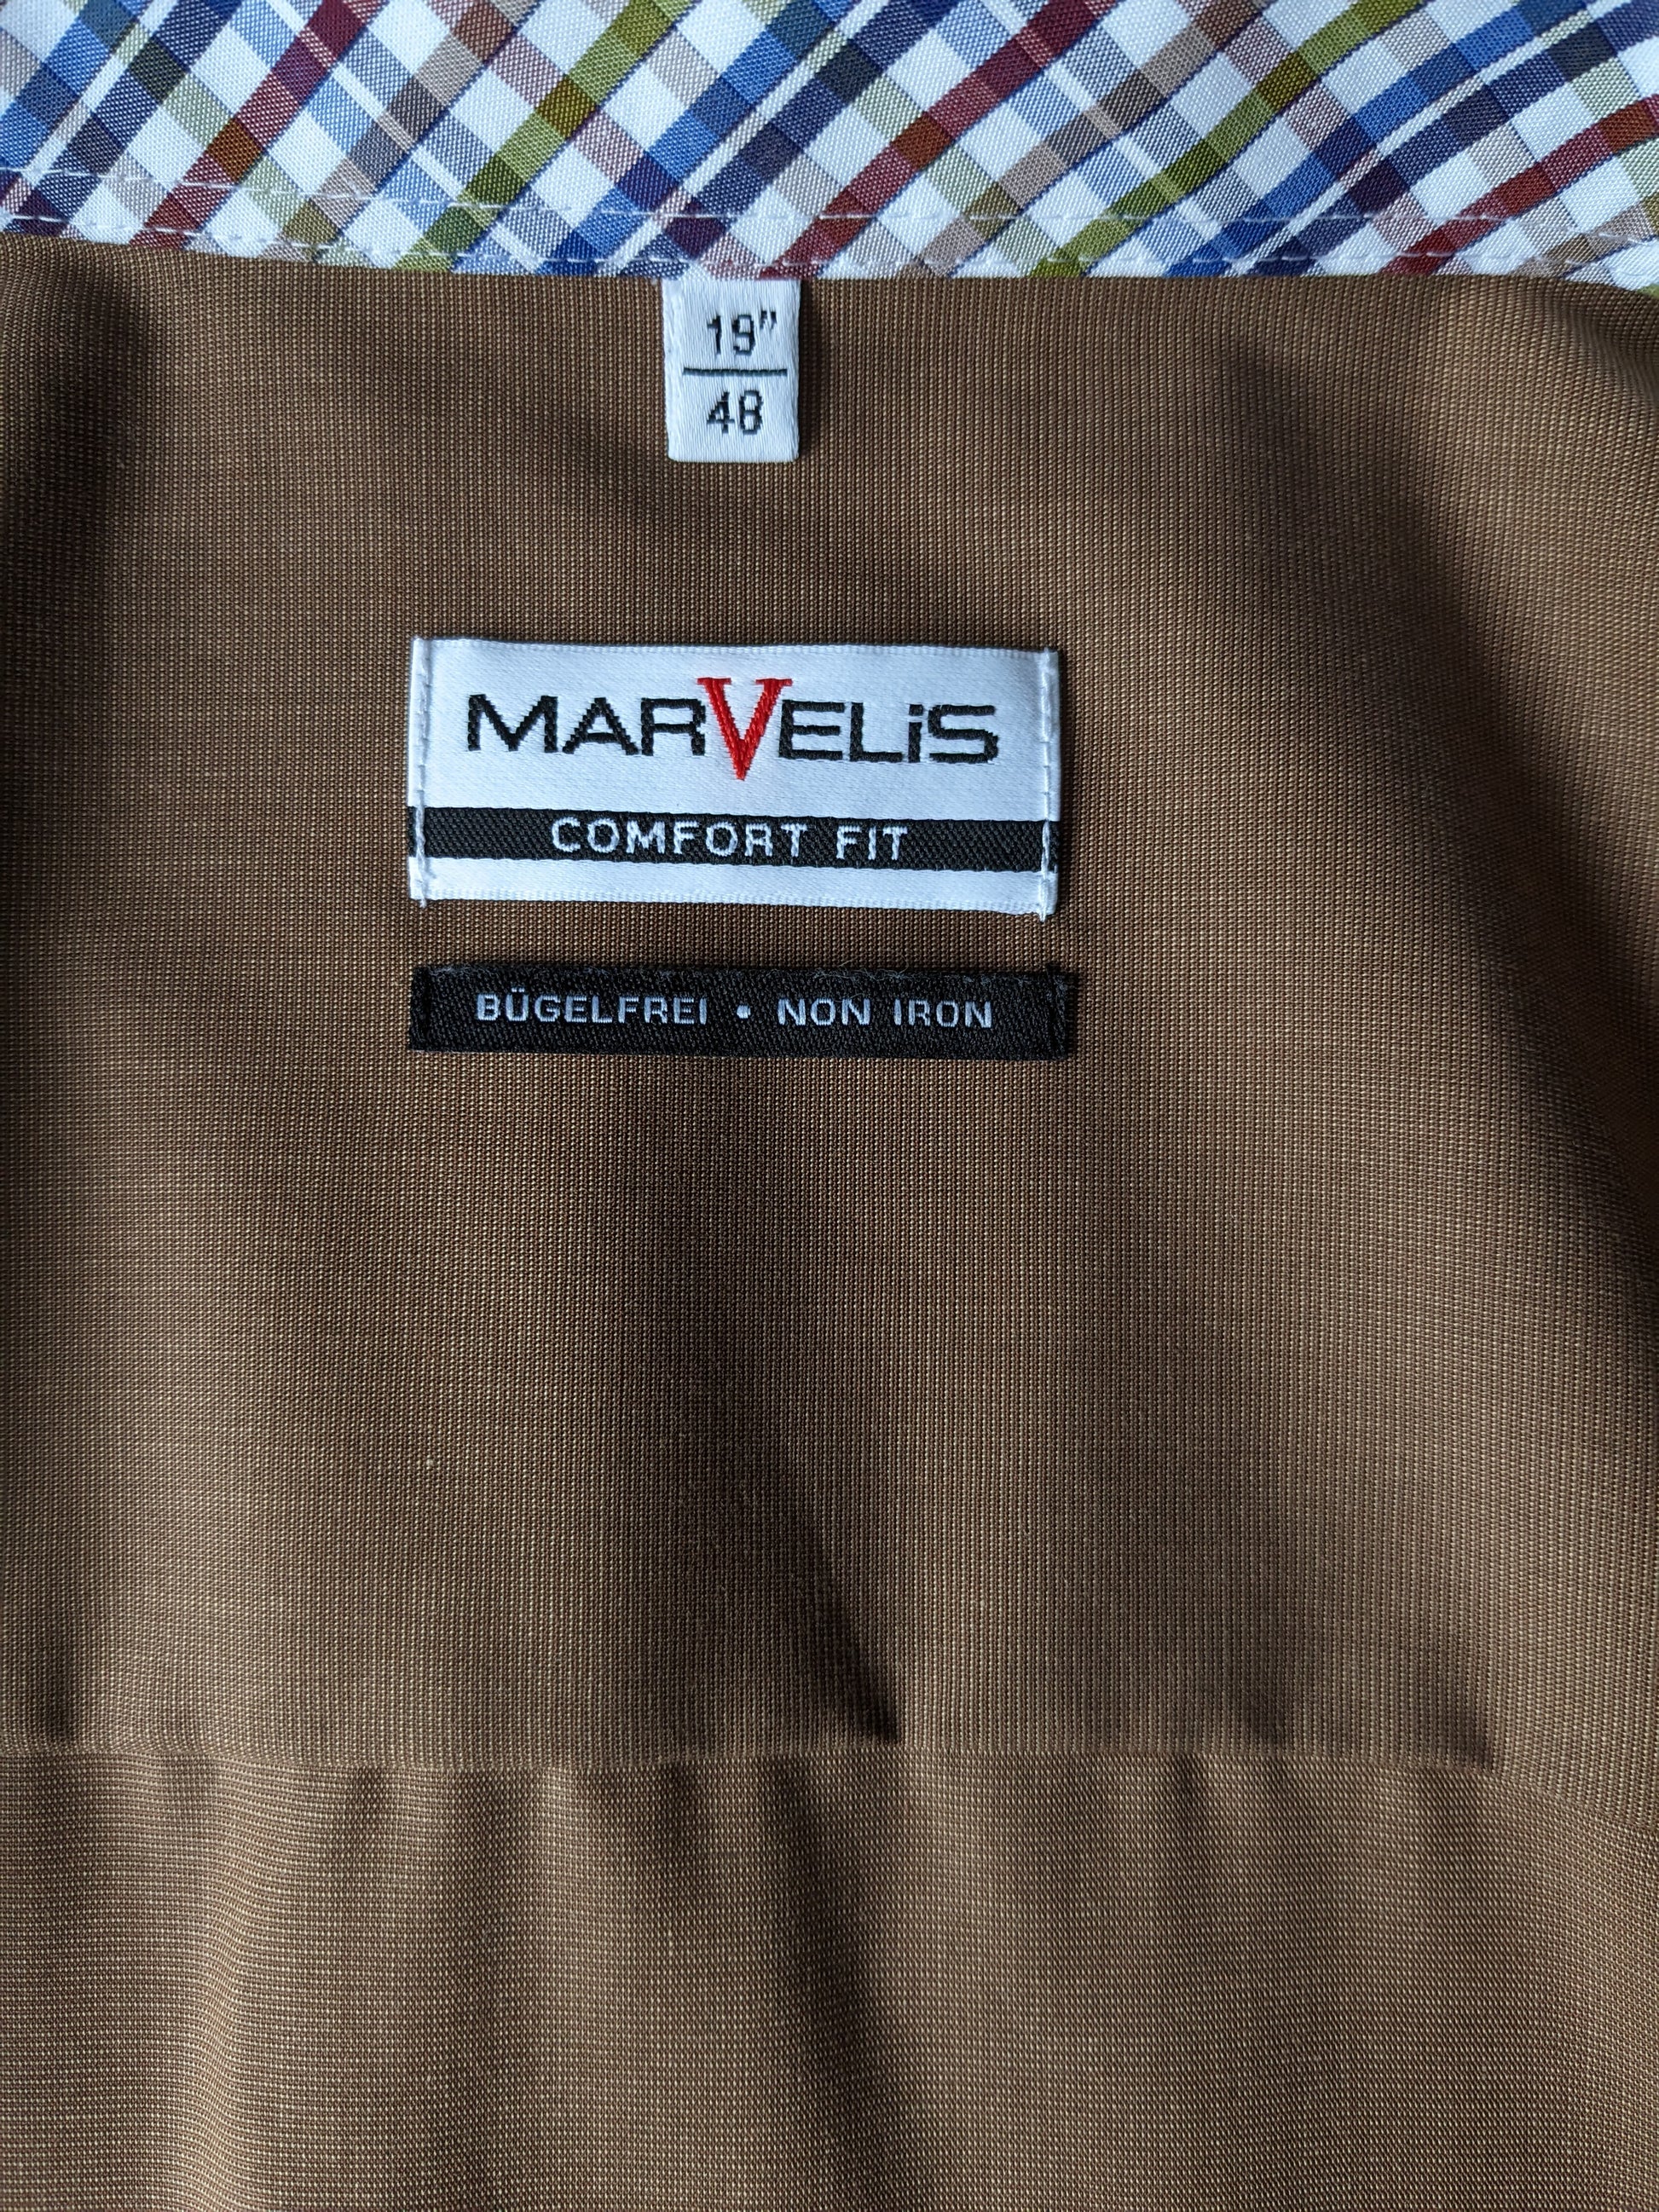 19"
48
MARVELiS
COMFORT FIT
BÜGELFREI • NON IRON